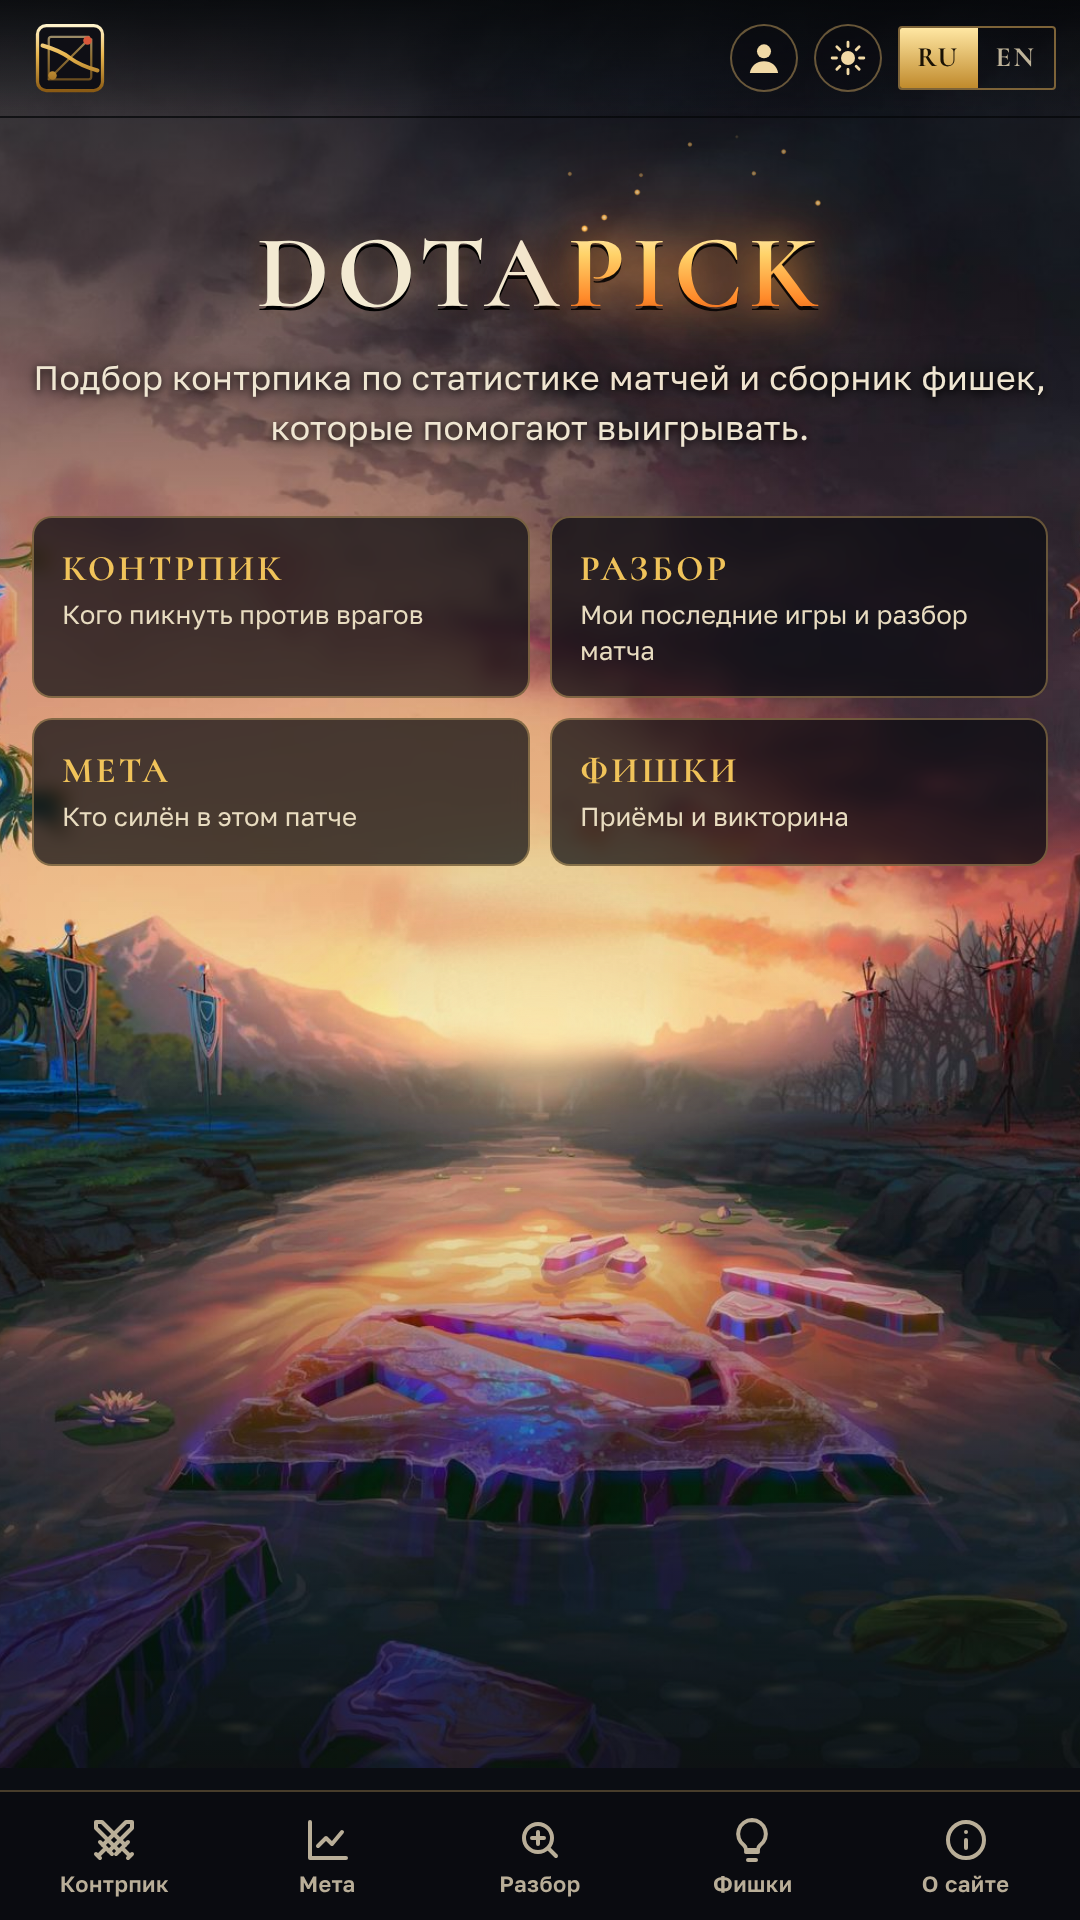 RU EN
DOTAPICK
Подбор контрпика по статистике матчей и сборник фишек,
которые помогают выигрывать.
КОНТРПИК
Кого пикнуть против врагов
РАЗБОР
Мои последние игры и разбор
матча
МЕТА
Кто силён в этом патче
ФИШКИ
Приёмы и викторина
Контрпик Мета Разбор Фишки О сайте